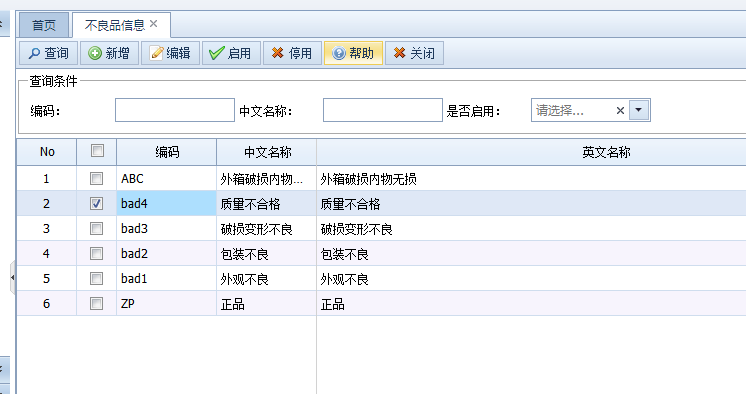 首页 不良品信息
查询 新增 编辑 启用 停用 帮助 关闭
查询条件
编码： 中文名称： 是否启用： 请选择...
No 编码 中文名称 英文名称
1 ABC 外箱破损内物... 外箱破损内物无损
2 bad4 质量不合格 质量不合格
3 bad3 破损变形不良 破损变形不良
4 bad2 包装不良 包装不良
5 bad1 外观不良 外观不良
6 ZP 正品 正品